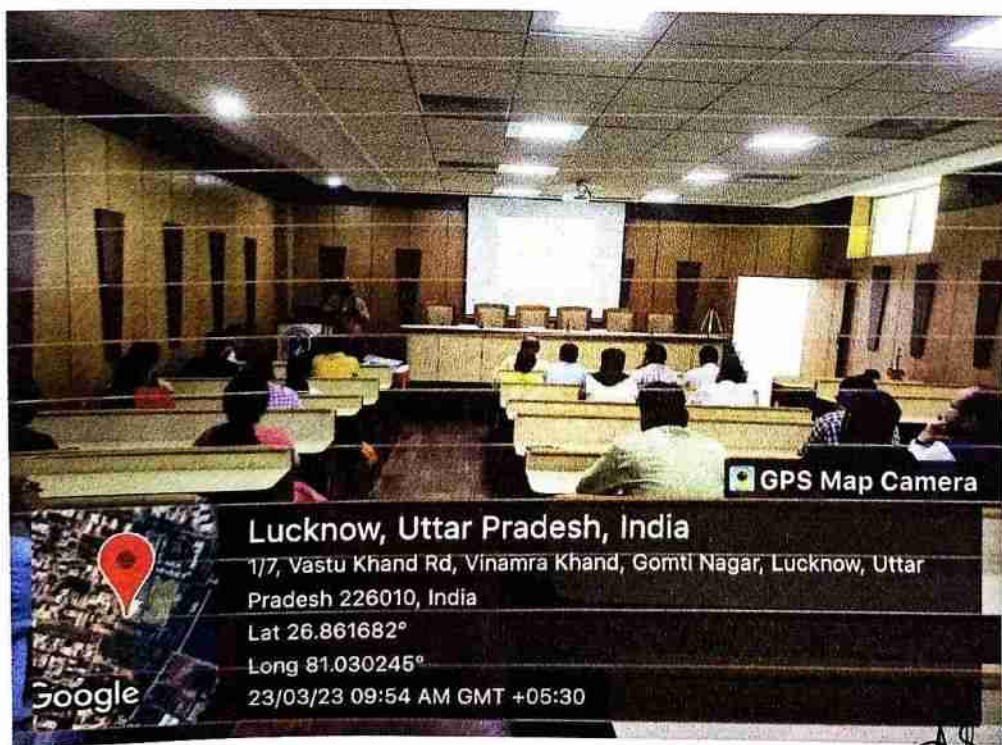 GPS Map Camera
Lucknow, Uttar Pradesh, India
1/7, Vastu Khand Rd, Vinamra Khand, Gomti Nagar, Lucknow, Uttar
Pradesh 226010, India
Lat 26.861682°
Long 81.030245°
23/03/23 09:54 AM GMT +05:30
Google